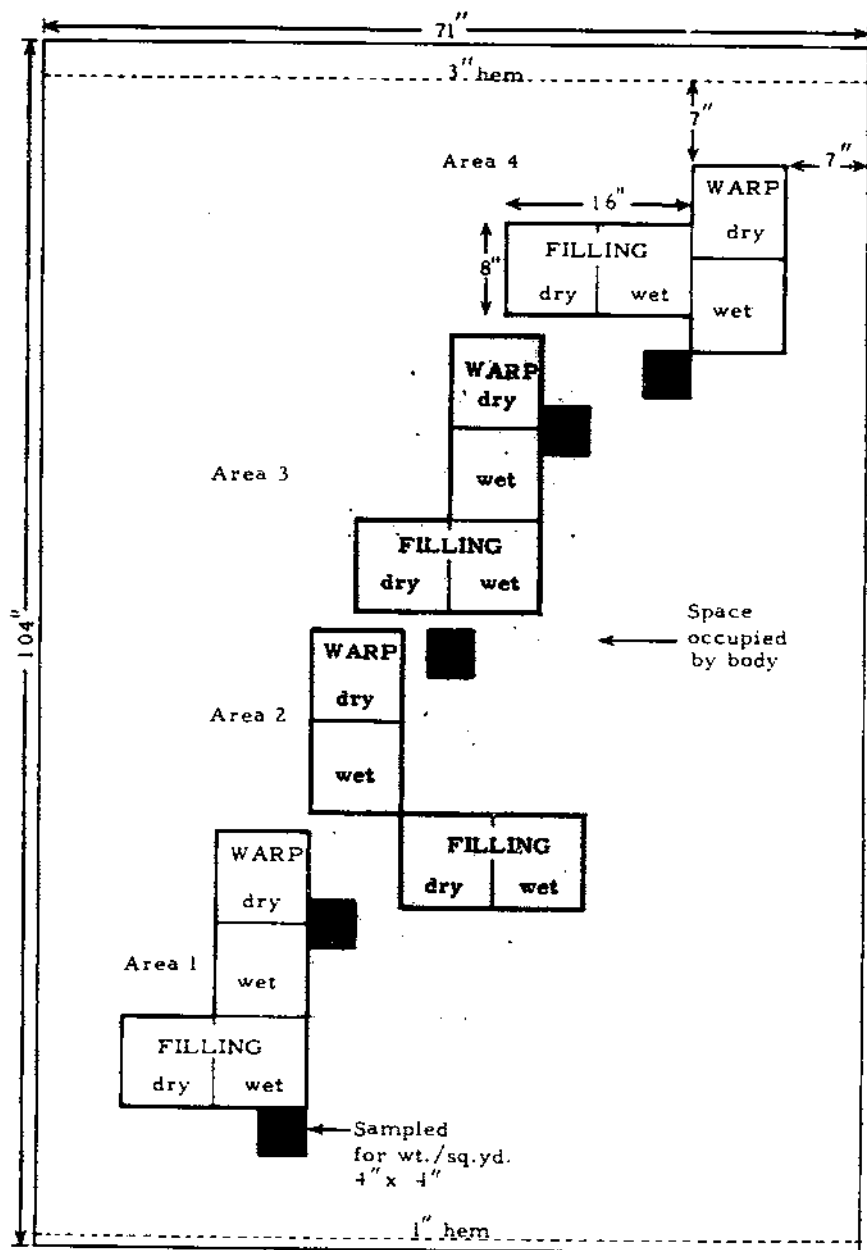 71"
3" hem
7"
7"
Area 4
WARP
16"
dry
FILLING
8"
dry wet
wet
WARP
dry
Area 3
wet
FILLING
dry wet
104"
Space
occupied
by body
WARP
dry
Area 2
wet
FILLING
dry wet
WARP
dry
Area 1
wet
FILLING
dry wet
Sampled
for wt./sq.yd.
4" x 4"
1" hem